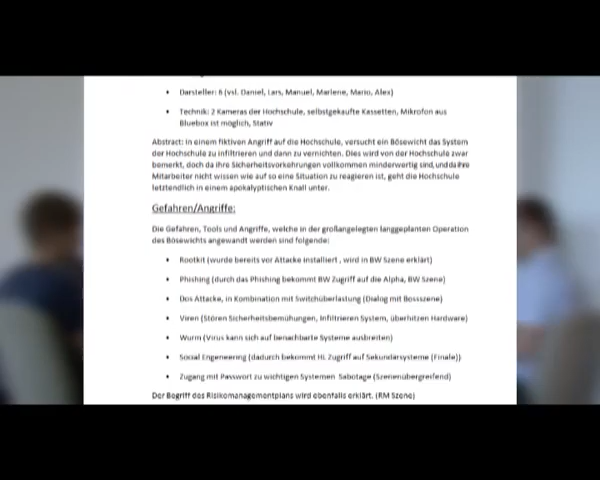 • Darsteller: 6 (vsl. Daniel, Lars, Manuel, Marlene, Mario, Alex)
• Technik: 2 Kameras der Hochschule, selbstgekaufte Kassetten, Mikrofon aus
Bluebox ist möglich, Stativ
Abstract: In einem fiktiven Angriff auf die Hochschule, versucht ein Bösewicht das System
der Hochschule zu infiltrieren und dann zu vernichten. Dies wird von der Hochschule zwar
bemerkt, doch da ihre Sicherheitsvorkehrungen vollkommen minderwertig sind, und da ihre
Mitarbeiter nicht wissen wie auf so eine Situation zu reagieren ist, geht die Hochschule
letztendlich in einem apokalyptischen Knall unter.
Gefahren/Angriffe:
Die Gefahren, Tools und Angriffe, welche in der großangelegten langgeplanten Operation
des Bösewichts angewandt werden sind folgende:
• Rootkit (wurde bereits vor Attacke installiert , wird in BW Szene erklärt)
• Phishing (durch das Phishing bekommt BW Zugriff auf die Alpha, BW Szene)
• Dos Attacke, in Kombination mit Switchüberlastung (Dialog mit Bossszene)
• Viren (Stören Sicherheitsbemühungen, Infiltrieren System, überhitzen Hardware)
• Wurm (Virus kann sich auf benachbarte Systeme ausbreiten)
• Social Engeneering (dadurch bekommt HL Zugriff auf Sekundärsysteme (Finale))
• Zugang mit Passwort zu wichtigen Systemen Sabotage (Szenenübergreifend)
Der Begriff des Risikomanagementplans wird ebenfalls erklärt. (RM Szene)